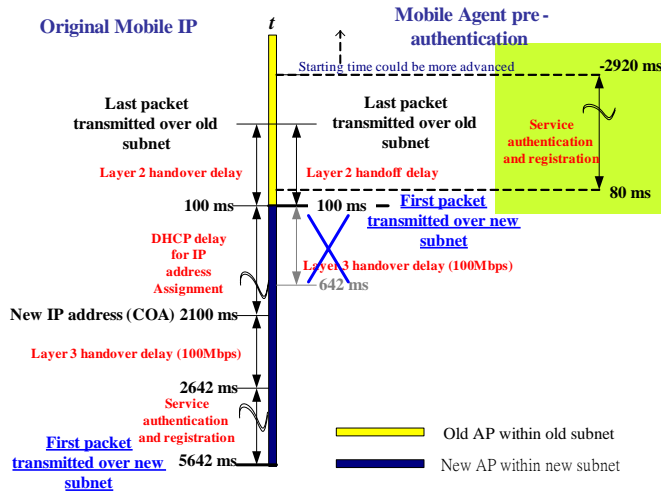 Original Mobile IP
t
Mobile Agent pre -
authentication
Starting time could be more advanced
-2920 ms
Last packet
transmitted over old
subnet
Last packet
transmitted over old
subnet
Service
authentication
and registration
Layer 2 handover delay
Layer 2 handoff delay
80 ms
100 ms
100 ms
First packet
transmitted over new
subnet
DHCP delay
for IP
address
Assignment
Layer 3 handover delay (100Mbps)
642 ms
New IP address (COA) 2100 ms
Layer 3 handover delay (100Mbps)
2642 ms
Service
authentication
and registration
First packet
transmitted over new
subnet
5642 ms
Old AP within old subnet
New AP within new subnet